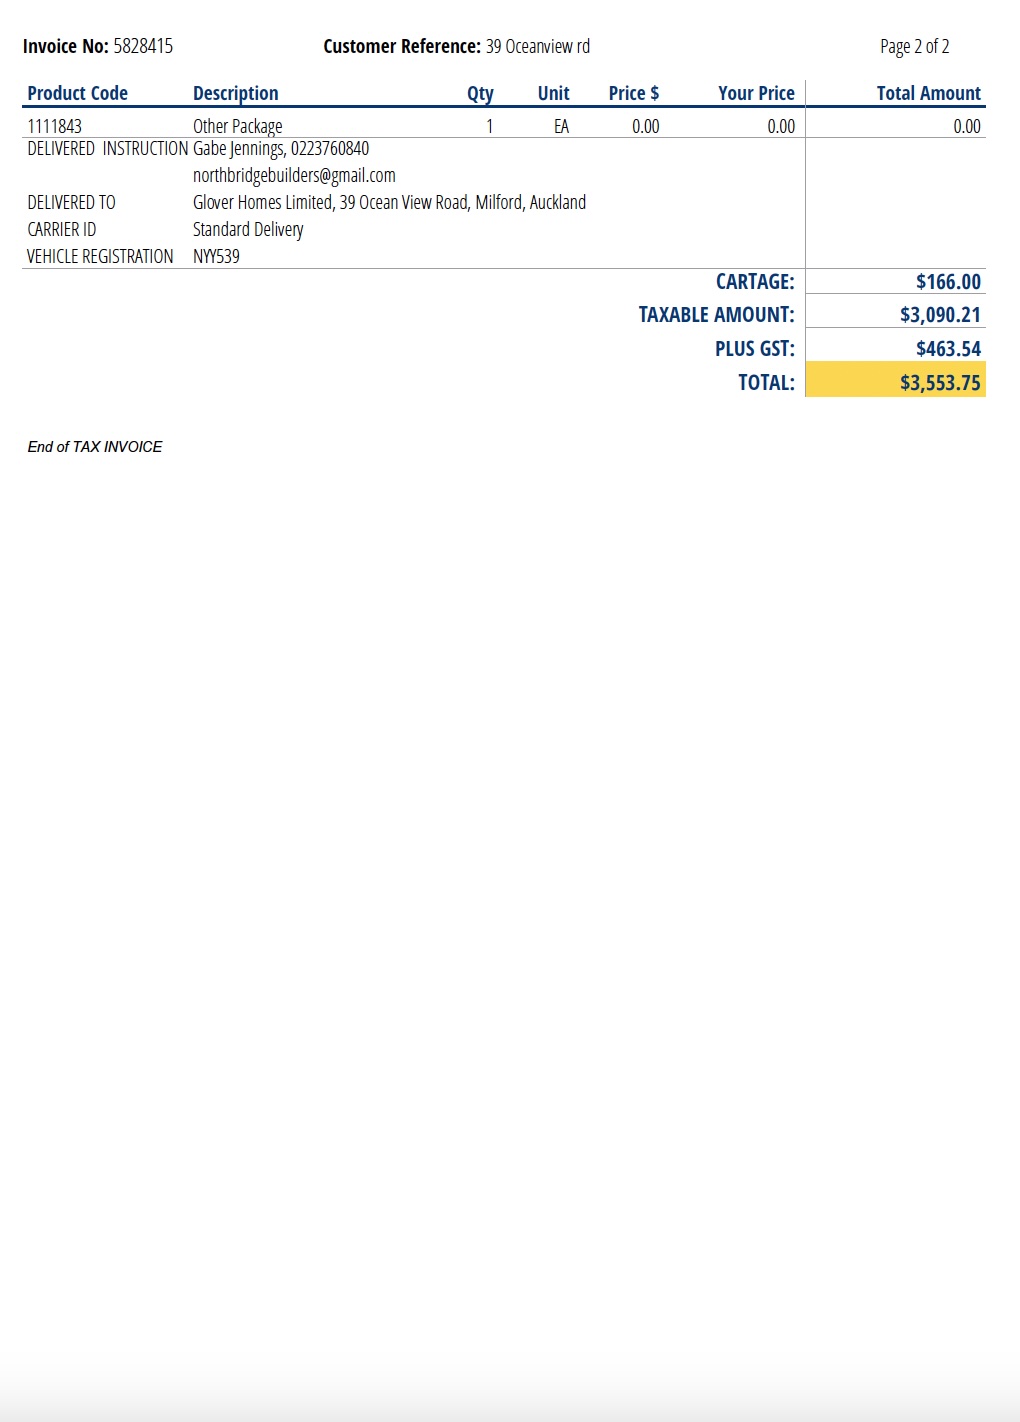 Invoice No: 5828415 Customer Reference: 39 Oceanview rd Page 2 of 2
Product Code Description Qty Unit Price $ Your Price Total Amount
1111843 Other Package 1 EA 0.00 0.00 0.00
DELIVERED INSTRUCTION Gabe Jennings, 0223760840
northbridgebuilders@gmail.com
DELIVERED TO Glover Homes Limited, 39 Ocean View Road, Milford, Auckland
CARRIER ID Standard Delivery
VEHICLE REGISTRATION NYY539
CARTAGE: $166.00
TAXABLE AMOUNT: $3,090.21
PLUS GST: $463.54
TOTAL: $3,553.75
End of TAX INVOICE